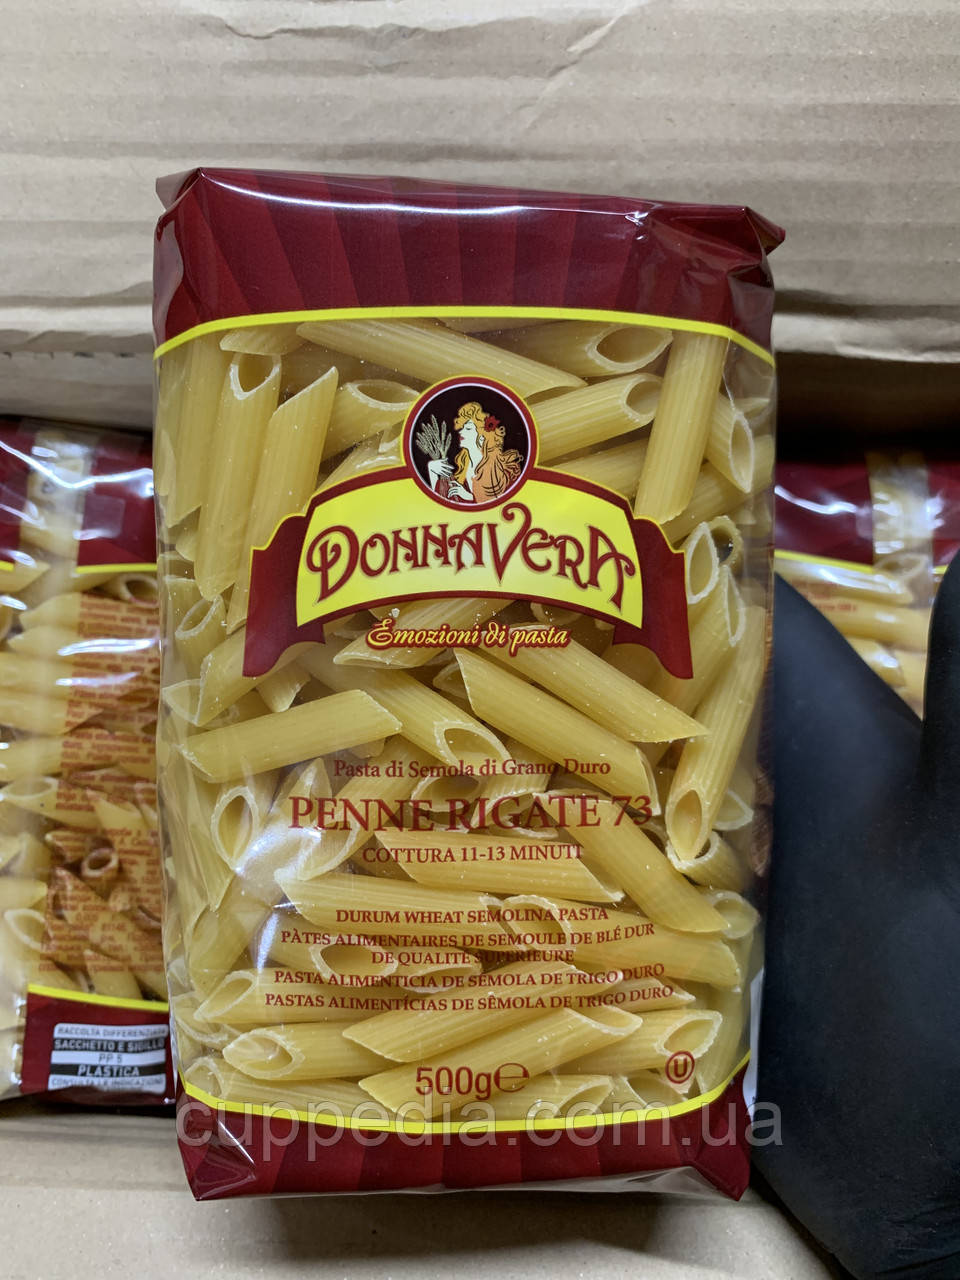 DONNAVERA
Emozioni di pasta
Pasta di Semola di Grano Duro
PENNE RIGATE 73
COTTURA 11-13 MINUTI
DURUM WHEAT SEMOLINA PASTA
PÂTES ALIMENTAIRES DE SEMOULE DE BLÉ DUR
DE QUALITÉ SUPÉRIEURE
PASTA ALIMENTICIA DE SÉMOLA DE TRIGO DURO
PASTAS ALIMENTÍCIAS DE SÊMOLA DE TRIGO DURO
500g℮
U
RACCOLTA DIFFERENZIATA
SACCHETTO E SIGILLO
PP 5
PLASTICA
cuppedia.com.ua